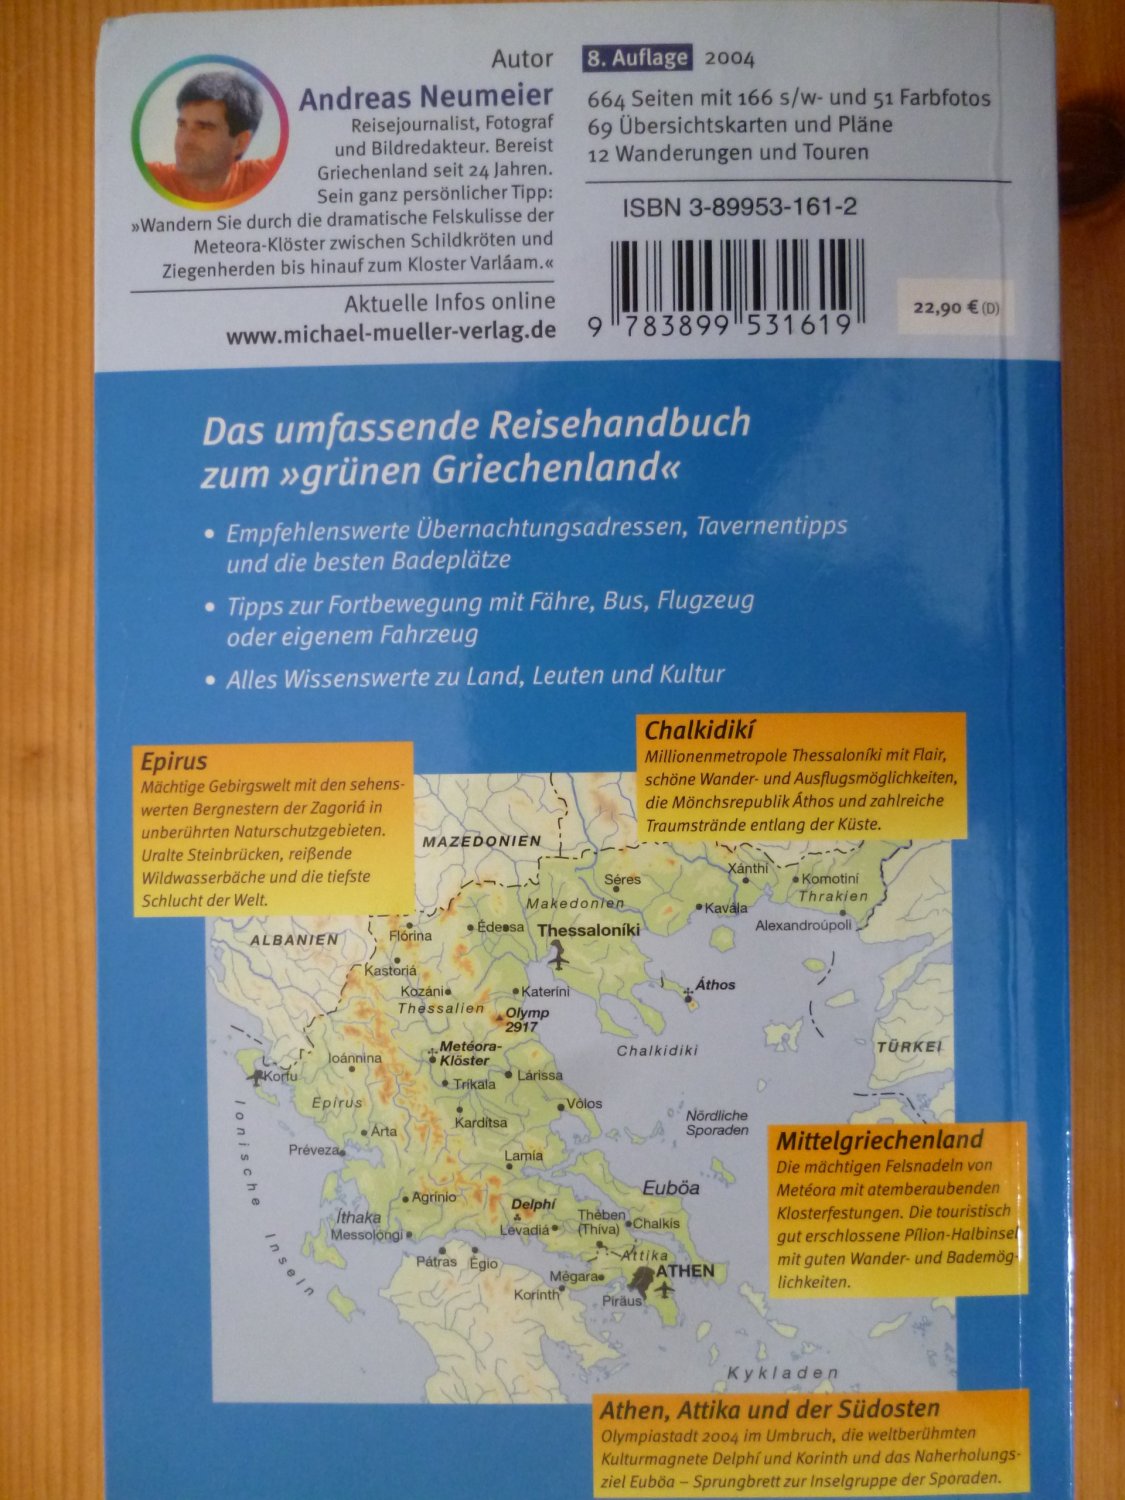 Autor
Andreas Neumeier
Reisejournalist, Fotograf
und Bildredakteur. Bereist
Griechenland seit 24 Jahren.
Sein ganz persönlicher Tipp:
»Wandern Sie durch die dramatische Felskulisse der
Meteora-Klöster zwischen Schildkröten und
Ziegenherden bis hinauf zum Kloster Varláam.«
Aktuelle Infos online
www.michael-mueller-verlag.de
8. Auflage 2004
664 Seiten mit 166 s/w- und 51 Farbfotos
69 Übersichtskarten und Pläne
12 Wanderungen und Touren
ISBN 3-89953-161-2
9 783899 531619
22,90 € (D)
Das umfassende Reisehandbuch
zum »grünen Griechenland«
• Empfehlenswerte Übernachtungsadressen, Tavernentipps
und die besten Badeplätze
• Tipps zur Fortbewegung mit Fähre, Bus, Flugzeug
oder eigenem Fahrzeug
• Alles Wissenswerte zu Land, Leuten und Kultur
Epirus
Mächtige Gebirgswelt mit den sehens-
werten Bergnestern der Zagoriá in
unberührten Naturschutzgebieten.
Uralte Steinbrücken, reißende
Wildwasserbäche und die tiefste
Schlucht der Welt.
Chalkidikí
Millionenmetropole Thessaloníki mit Flair,
schöne Wander- und Ausflugsmöglichkeiten,
die Mönchsrepublik Áthos und zahlreiche
Traumstrände entlang der Küste.
MAZEDONIEN
Séres
Xánthi
Komotiní
Makedonien
Thrakien
Kavála
Alexandroúpoli
ALBANIEN
Flórina
Édessa
Thessaloníki
Kastoriá
Kozáni
Kateríni
Áthos
Thessalien
Olymp
2917
Chalkidiki
TÜRKEI
Metéora-
Klöster
Ioánnina
Korfu
Tríkala
Lárissa
Epirus
Kardítsa
Vólos
Nördliche
Sporaden
Árta
Préveza
Ionische Inseln
Lamía
Euböa
Agrínio
Delphí
Thében
(Thíva)
Chalkís
Íthaka
Messolóngi
Levadiá
Attika
Pátras
Égio
Mégara
ATHEN
Korinth
Piräus
Kykladen
Mittelgriechenland
Die mächtigen Felsnadeln von
Metéora mit atemberaubenden
Klosterfestungen. Die touristisch
gut erschlossene Pílion-Halbinsel
mit guten Wander- und Bademög-
lichkeiten.
Athen, Attika und der Südosten
Olympiastadt 2004 im Umbruch, die weltberühmten
Kulturmagnete Delphí und Korinth und das Naherholungs-
ziel Euböa – Sprungbrett zur Inselgruppe der Sporaden.